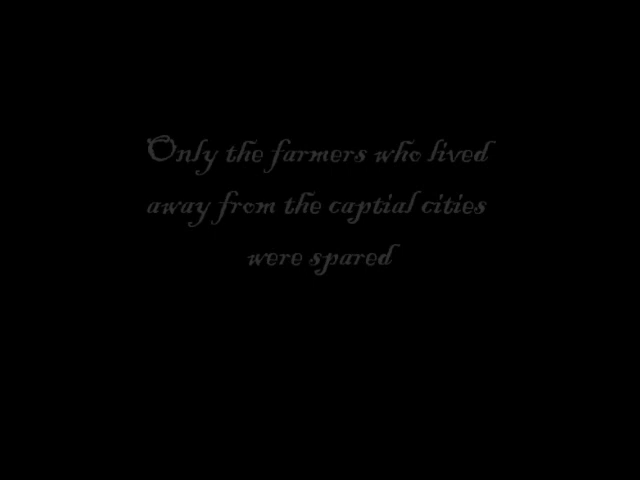 Only the farmers who lived
away from the captial cities
were spared